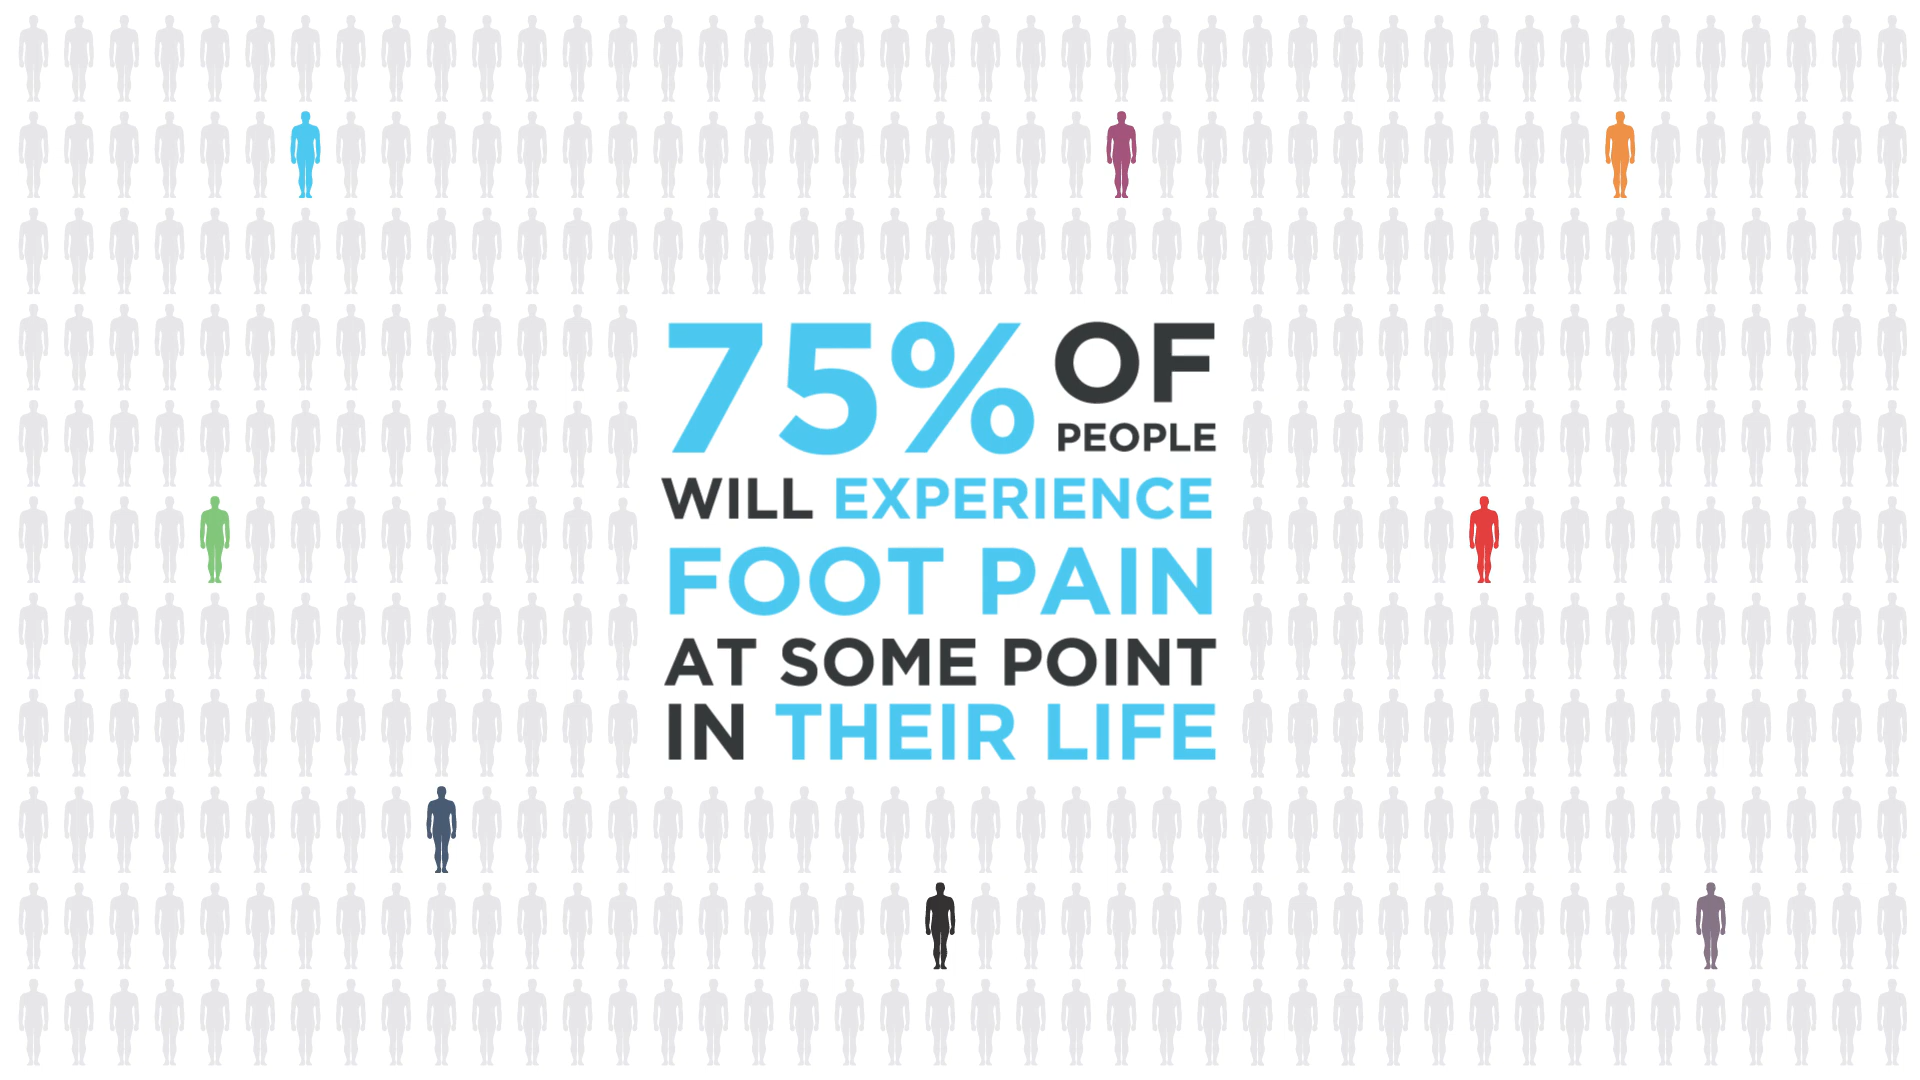 75% OF
PEOPLE
WILL EXPERIENCE
FOOT PAIN
AT SOME POINT
IN THEIR LIFE